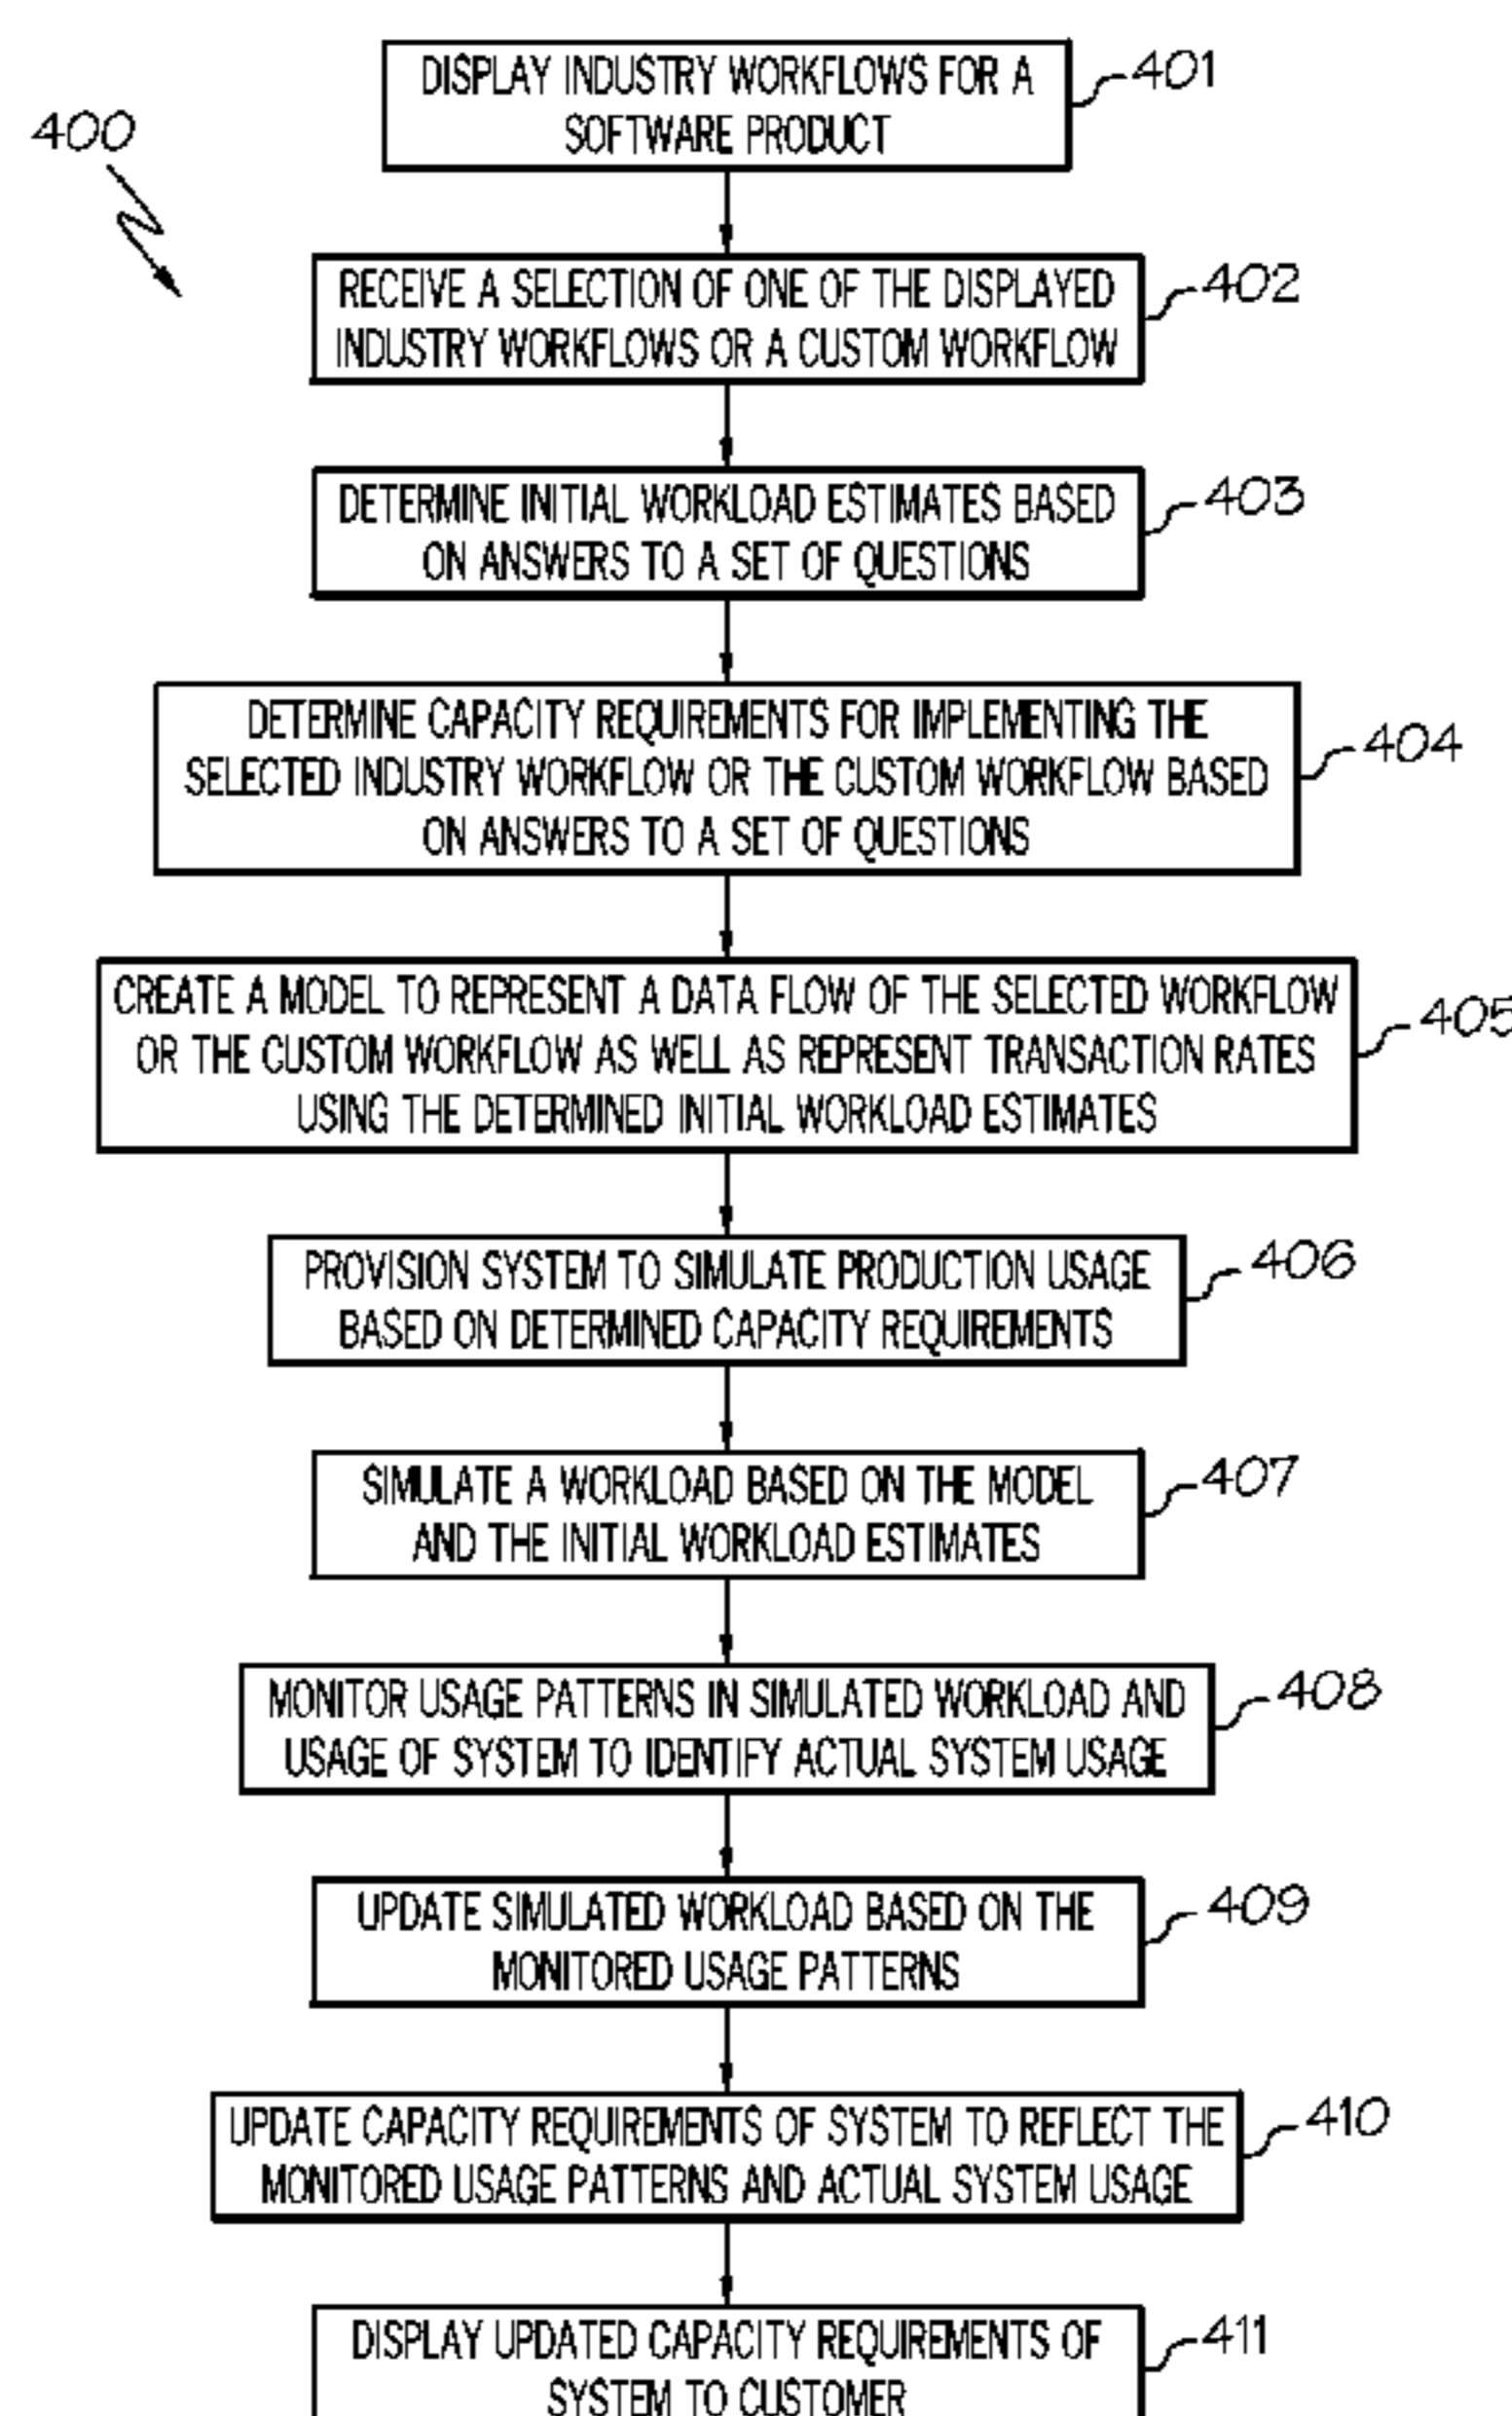 400
DISPLAY INDUSTRY WORKFLOWS FOR A
SOFTWARE PRODUCT
401
RECEIVE A SELECTION OF ONE OF THE DISPLAYED
INDUSTRY WORKFLOWS OR A CUSTOM WORKFLOW
402
DETERMINE INITIAL WORKLOAD ESTIMATES BASED
ON ANSWERS TO A SET OF QUESTIONS
403
DETERMINE CAPACITY REQUIREMENTS FOR IMPLEMENTING THE
SELECTED INDUSTRY WORKFLOW OR THE CUSTOM WORKFLOW BASED
ON ANSWERS TO A SET OF QUESTIONS
404
CREATE A MODEL TO REPRESENT A DATA FLOW OF THE SELECTED WORKFLOW
OR THE CUSTOM WORKFLOW AS WELL AS REPRESENT TRANSACTION RATES
USING THE DETERMINED INITIAL WORKLOAD ESTIMATES
405
PROVISION SYSTEM TO SIMULATE PRODUCTION USAGE
BASED ON DETERMINED CAPACITY REQUIREMENTS
406
SIMULATE A WORKLOAD BASED ON THE MODEL
AND THE INITIAL WORKLOAD ESTIMATES
407
MONITOR USAGE PATTERNS IN SIMULATED WORKLOAD AND
USAGE OF SYSTEM TO IDENTIFY ACTUAL SYSTEM USAGE
408
UPDATE SIMULATED WORKLOAD BASED ON THE
MONITORED USAGE PATTERNS
409
UPDATE CAPACITY REQUIREMENTS OF SYSTEM TO REFLECT THE
MONITORED USAGE PATTERNS AND ACTUAL SYSTEM USAGE
410
DISPLAY UPDATED CAPACITY REQUIREMENTS OF
SYSTEM TO CUSTOMER
411